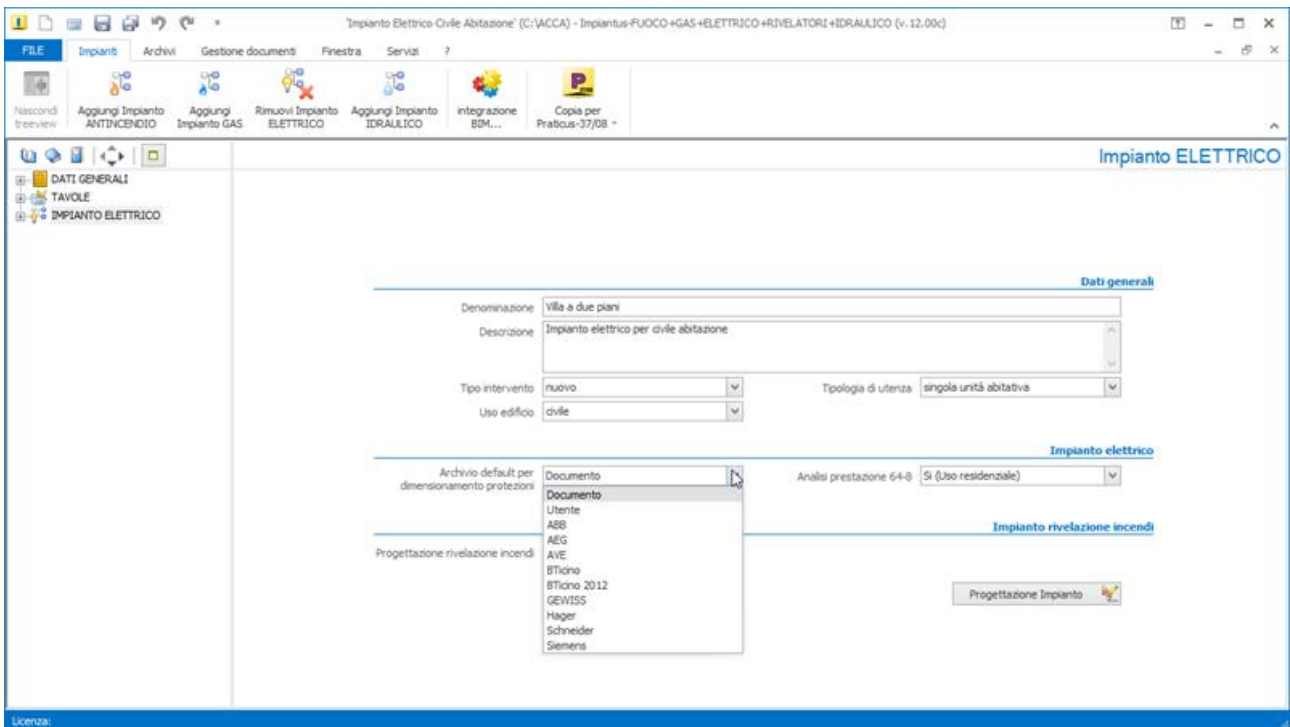 'Impianto Elettrico Civile Abitazione' (C:\ACCA) - Impiantus-FUOCO+GAS+ELETTRICO+RIVELATORI+IDRAULICO (v.12.00c)
FILE Impianti Archivi Gestione documenti Finestra Servizi ?
Nascondi treeview
Aggiungi Impianto ANTINCENDIO
Aggiungi Impianto GAS
Rimuovi Impianto ELETTRICO
Aggiungi Impianto IDRAULICO
integrazione BIM...
Copia per Praticus-37/08
Impianto ELETTRICO
DATI GENERALI
TAVOLE
IMPIANTO ELETTRICO
Dati generali
Denominazione Villa a due piani
Descrizione Impianto elettrico per civile abitazione
Tipo intervento nuovo Tipologia di utenza singola unità abitativa
Uso edificio civile
Impianto elettrico
Archivio default per dimensionamento protezioni Documento Analisi prestazione 64-8 Si (Uso residenziale)
Documento
Utente
ABB
AEG
AVE
BTicino
BTicino 2012
GEWISS
Hager
Schneider
Siemens
Impianto rivelazione incendi
Progettazione rivelazione incendi
Progettazione Impianto
Licenza: